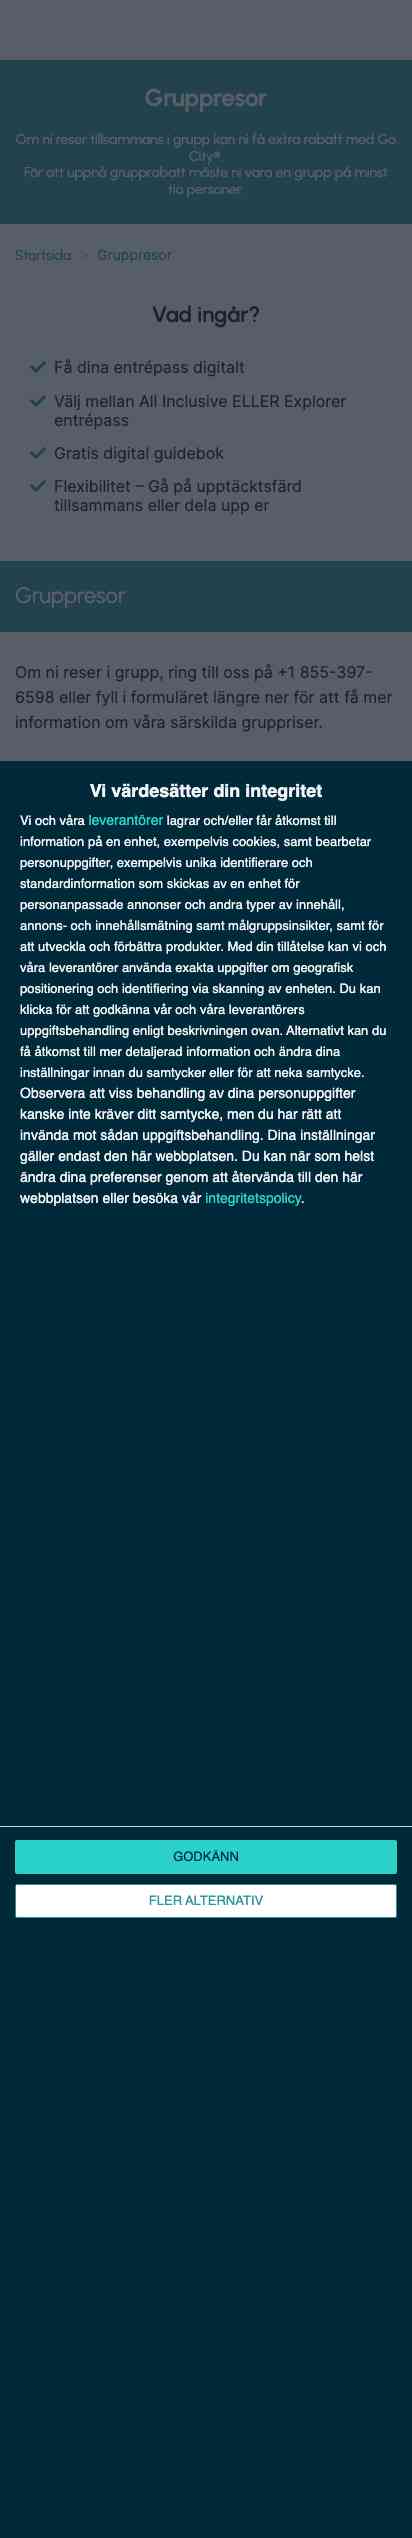 Gruppresor
Om ni reser tillsammans i grupp kan ni få extra rabatt med Go
City®.
För att uppnå grupprabatt måste ni vara en grupp på minst
tio personer.
Startsida > Gruppresor
Vad ingår?
Få dina entrépass digitalt
Välj mellan All Inclusive ELLER Explorer
entrépass
Gratis digital guidebok
Flexibilitet – Gå på upptäcktsfärd
tillsammans eller dela upp er
Gruppresor
Om ni reser i grupp, ring till oss på +1 855-397-
6598 eller fyll i formuläret längre ner för att få mer
information om våra särskilda gruppriser.
Vi värdesätter din integritet
Vi och våra leverantörer lagrar och/eller får åtkomst till
information på en enhet, exempelvis cookies, samt bearbetar
personuppgifter, exempelvis unika identifierare och
standardinformation som skickas av en enhet för
personanpassade annonser och andra typer av innehåll,
annons- och innehållsmätning samt målgruppsinsikter, samt för
att utveckla och förbättra produkter. Med din tillåtelse kan vi och
våra leverantörer använda exakta uppgifter om geografisk
positionering och identifiering via skanning av enheten. Du kan
klicka för att godkänna vår och våra leverantörers
uppgiftsbehandling enligt beskrivningen ovan. Alternativt kan du
få åtkomst till mer detaljerad information och ändra dina
inställningar innan du samtycker eller för att neka samtycke.
Observera att viss behandling av dina personuppgifter
kanske inte kräver ditt samtycke, men du har rätt att
invända mot sådan uppgiftsbehandling. Dina inställningar
gäller endast den här webbplatsen. Du kan när som helst
ändra dina preferenser genom att återvända till den här
webbplatsen eller besöka vår integritetspolicy.
GODKÄNN
FLER ALTERNATIV